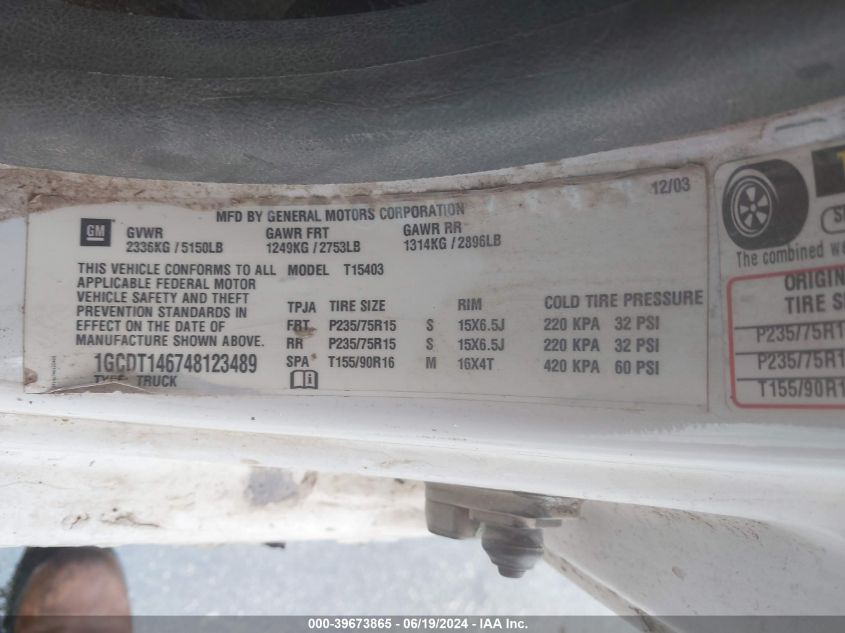 12/03
MFD BY GENERAL MOTORS CORPORATION
GM
GVWR GAWR FRT GAWR RR
2336KG / 5150LB 1249KG / 2753LB 1314KG / 2896LB
THIS VEHICLE CONFORMS TO ALL
APPLICABLE FEDERAL MOTOR
VEHICLE SAFETY AND THEFT
PREVENTION STANDARDS IN
EFFECT ON THE DATE OF
MANUFACTURE SHOWN ABOVE.
1GCDT146748123489
TYPE: TRUCK
MODEL T15403
TPJA TIRE SIZE RIM COLD TIRE PRESSURE
FRT P235/75R15 S 15X6.5J 220 KPA 32 PSI
RR P235/75R15 S 15X6.5J 220 KPA 32 PSI
SPA T155/90R16 M 16X4T 420 KPA 60 PSI
The combined we
ORIGIN
TIRE S
P235/75R1
P235/75R1
T155/90R1
000-39673865 - 06/19/2024 - IAAI Inc.